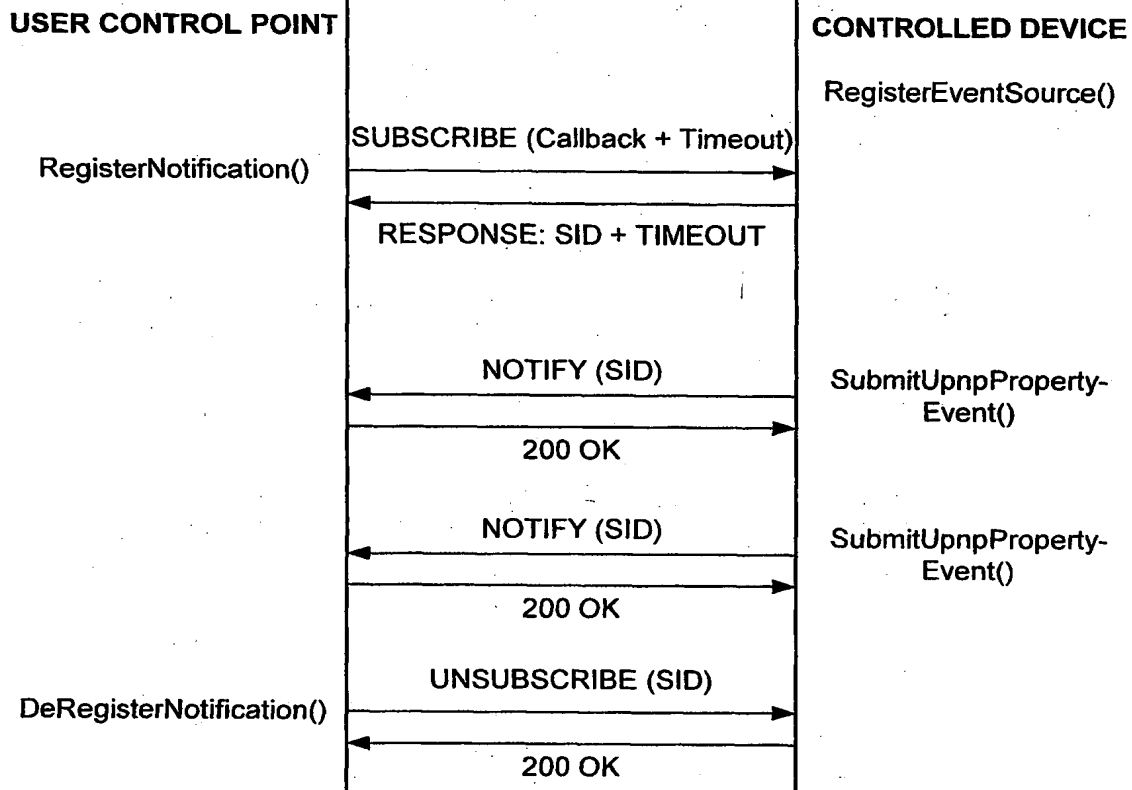 USER CONTROL POINT
CONTROLLED DEVICE
RegisterEventSource()
SUBSCRIBE (Callback + Timeout)
RegisterNotification()
RESPONSE: SID + TIMEOUT
NOTIFY (SID)
SubmitUpnpProperty-
Event()
200 OK
NOTIFY (SID)
SubmitUpnpProperty-
Event()
200 OK
UNSUBSCRIBE (SID)
DeRegisterNotification()
200 OK